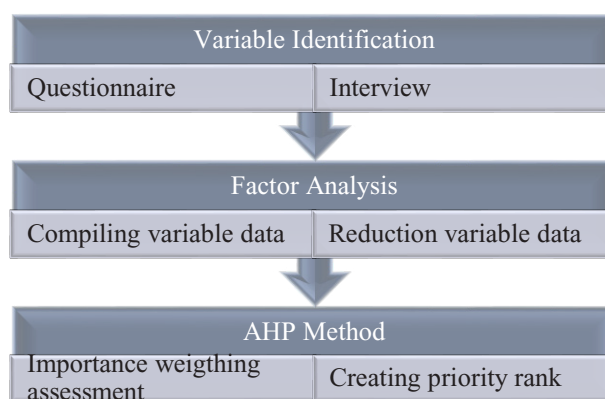 Variable Identification
Questionnaire
Interview
Factor Analysis
Compiling variable data
Reduction variable data
AHP Method
Importance weigthing
assessment
Creating priority rank